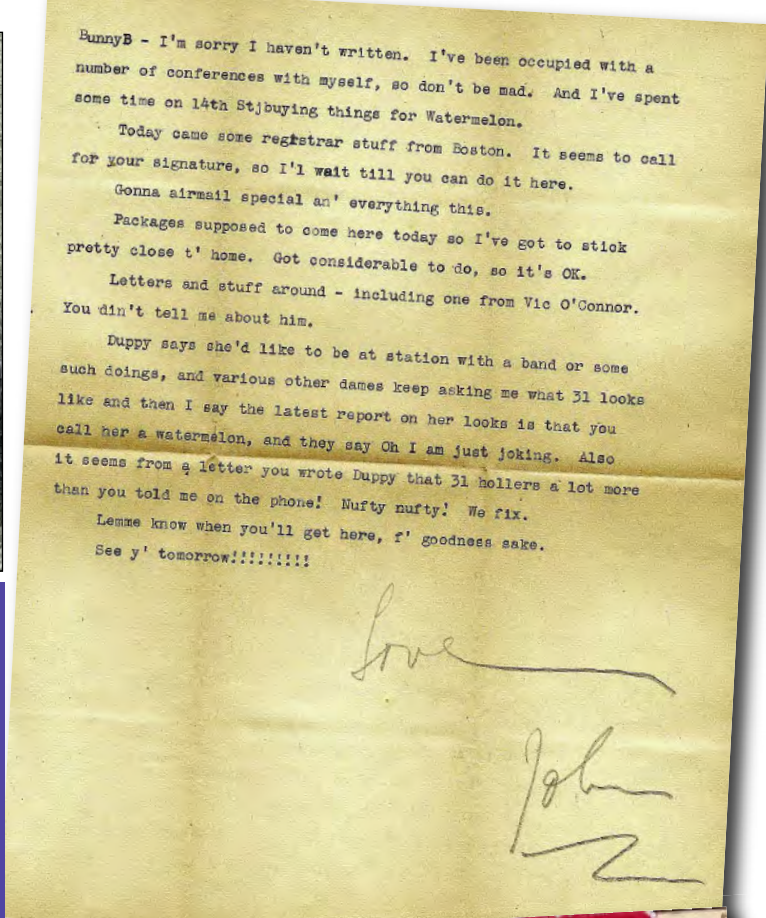 BunnyB - I'm sorry I haven't written. I've been occupied with a
number of conferences with myself, so don't be mad. And I've spent
some time on 14th Stjbuying things for Watermelon.
Today came some registrar stuff from Boston. It seems to call
for your signature, so I'l wait till you can do it here.
Gonna airmail special an' everything this.
Packages supposed to come here today so I've got to stick
pretty close t' home. Got considerable to do, so it's OK.
Letters and stuff around - including one from Vic O'Connor.
You din't tell me about him.
Duppy says she'd like to be at station with a band or some
such doings, and various other dames keep asking me what 31 looks
like and then I say the latest report on her looks is that you
call her a watermelon, and they say Oh I am just joking. Also
it seems from a letter you wrote Duppy that 31 hollers a lot more
than you told me on the phone! Nufty nufty! We fix.
Lemme know when you'll get here, f' goodness sake.
See y' tomorrow!!!!!!!!!
Love
John